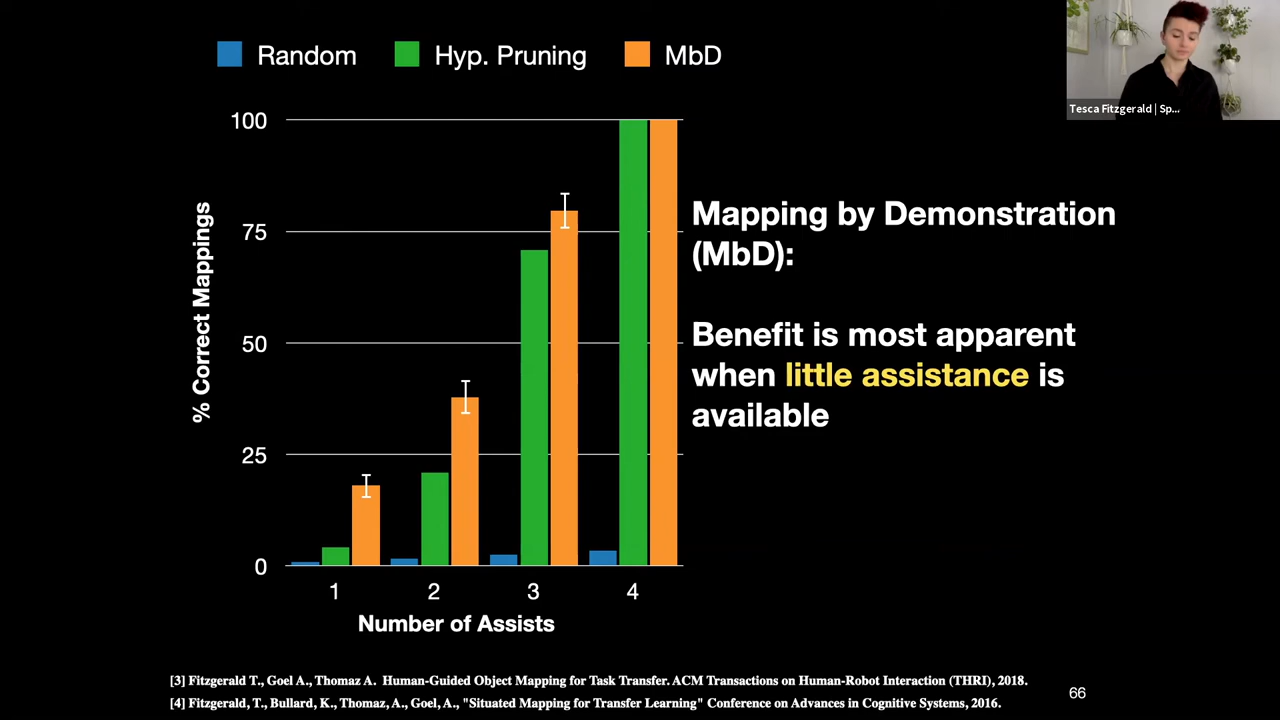 Random
Hyp. Pruning
MbD
Tesca Fitzgerald | Sp...
100
75
50
25
0
% Correct Mappings
1
2
3
4
Number of Assists
Mapping by Demonstration
(MbD):
Benefit is most apparent
when little assistance is
available
[3] Fitzgerald T., Goel A., Thomaz A. Human-Guided Object Mapping for Task Transfer. ACM Transactions on Human-Robot Interaction (THRI), 2018.
[4] Fitzgerald, T., Bullard, K., Thomaz, A., Goel, A., "Situated Mapping for Transfer Learning" Conference on Advances in Cognitive Systems, 2016.
66